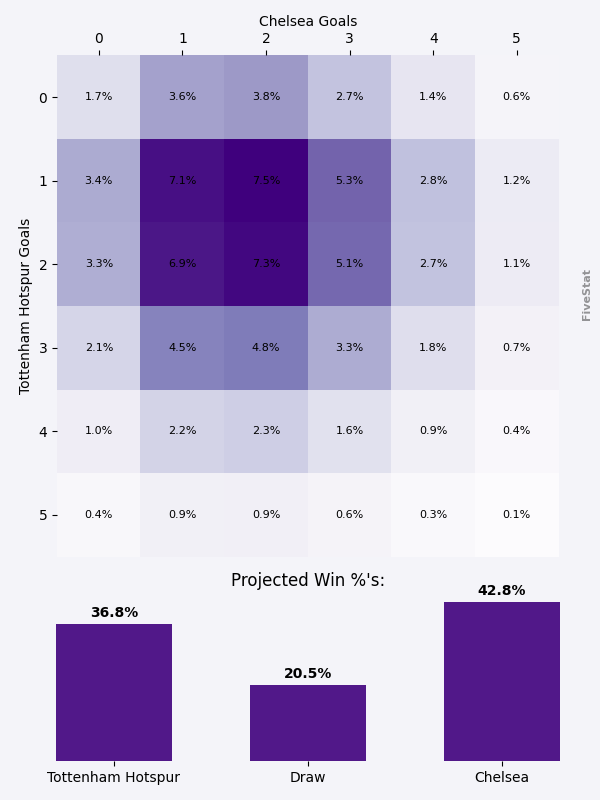 Chelsea Goals
0 1 2 3 4 5
0 1.7% 3.6% 3.8% 2.7% 1.4% 0.6%
1 3.4% 7.1% 7.5% 5.3% 2.8% 1.2%
2 3.3% 6.9% 7.3% 5.1% 2.7% 1.1%
3 2.1% 4.5% 4.8% 3.3% 1.8% 0.7%
4 1.0% 2.2% 2.3% 1.6% 0.9% 0.4%
5 0.4% 0.9% 0.9% 0.6% 0.3% 0.1%
Tottenham Hotspur Goals
FiveStat
Projected Win %'s:
36.8% 20.5% 42.8%
Tottenham Hotspur Draw Chelsea